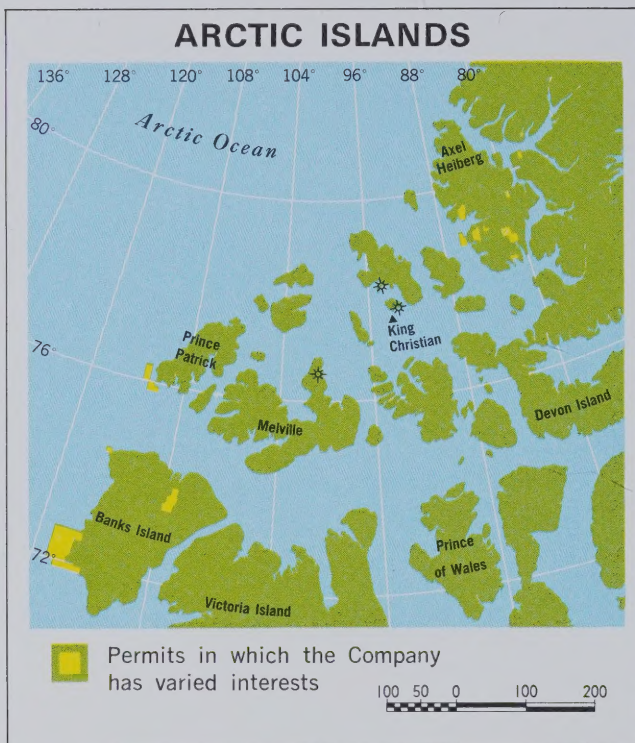 ARCTIC ISLANDS
136° 128° 120° 108° 104° 96° 88° 80°
80°
Arctic Ocean
Axel
Heiberg
King
Christian
76°
Prince
Patrick
Melville
Devon Island
Banks Island
72°
Prince
of Wales
Victoria Island
Permits in which the Company
has varied interests
100 50 0 100 200